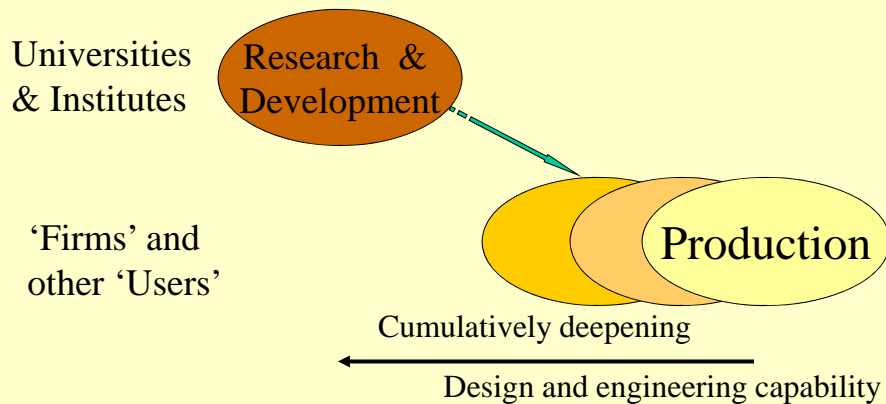 Universities
& Institutes
Research &
Development
‘Firms’ and
other ‘Users’
Production
Cumulatively deepening
Design and engineering capability